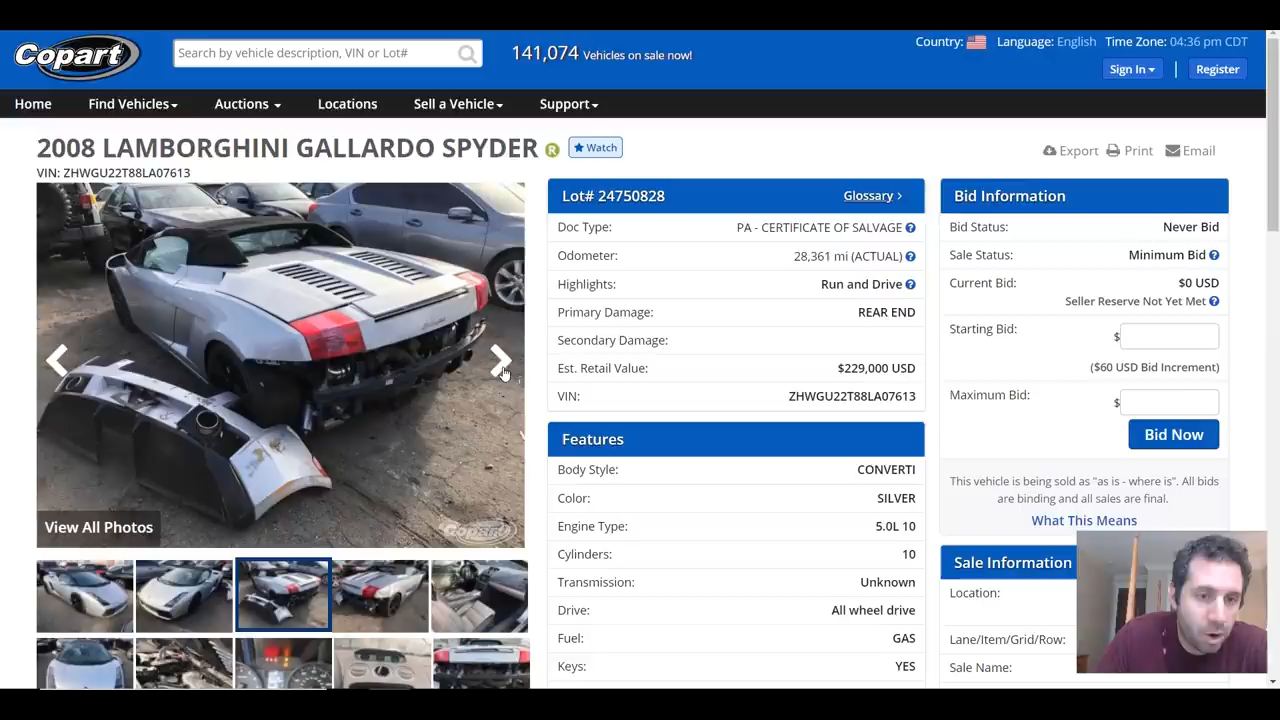 Copart
Search by vehicle description, VIN or Lot#
141,074 Vehicles on sale now!
Country:
Language: English
Time Zone: 04:36 pm CDT
Sign In
Register
Home
Find Vehicles
Auctions
Locations
Sell a Vehicle
Support
2008 LAMBORGHINI GALLARDO SPYDER
R
Watch
Export
Print
Email
VIN: ZHWGU22T88LA07613
View All Photos
Copart
Lot# 24750828
Glossary
Doc Type: PA - CERTIFICATE OF SALVAGE
Odometer: 28,361 mi (ACTUAL)
Highlights: Run and Drive
Primary Damage: REAR END
Secondary Damage:
Est. Retail Value: $229,000 USD
VIN: ZHWGU22T88LA07613
Features
Body Style: CONVERTI
Color: SILVER
Engine Type: 5.0L 10
Cylinders: 10
Transmission: Unknown
Drive: All wheel drive
Fuel: GAS
Keys: YES
Bid Information
Bid Status: Never Bid
Sale Status: Minimum Bid
Current Bid: $0 USD
Seller Reserve Not Yet Met
Starting Bid: $
($60 USD Bid Increment)
Maximum Bid: $
Bid Now
This vehicle is being sold as "as is - where is". All bids
are binding and all sales are final.
What This Means
Sale Information
Location:
Lane/Item/Grid/Row:
Sale Name: